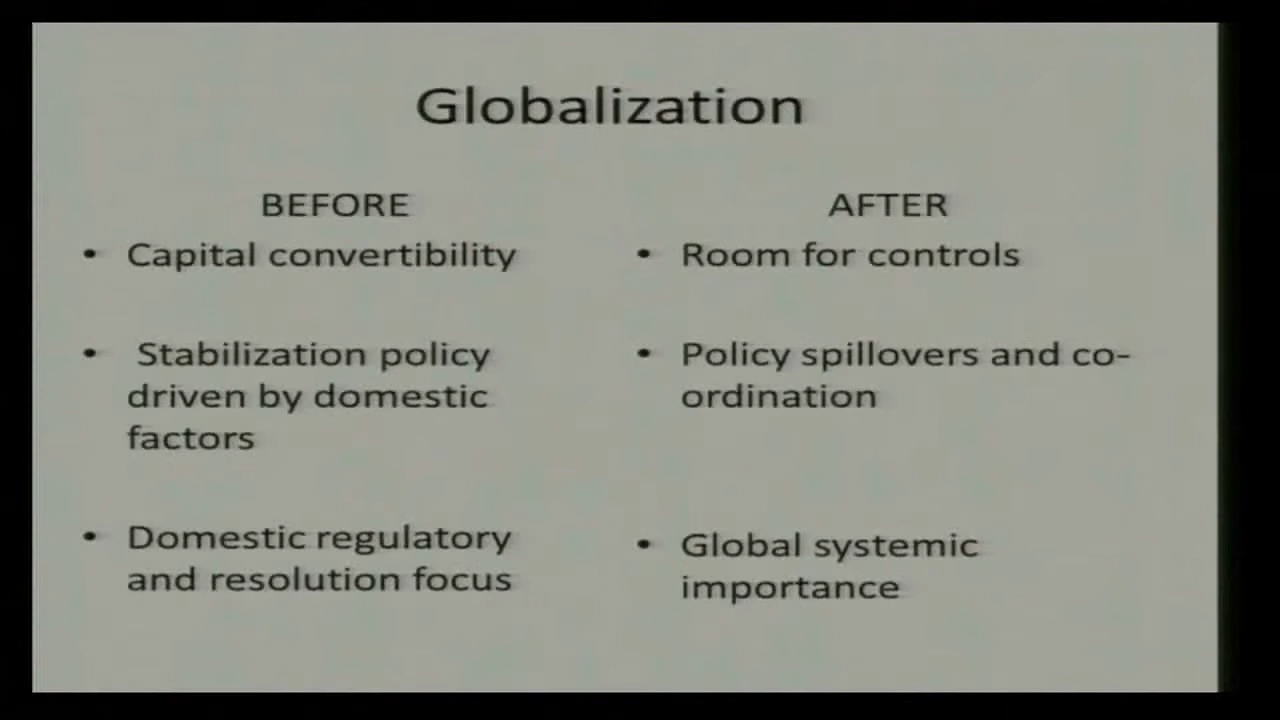 Globalization
BEFORE
• Capital convertibility
• Stabilization policy
driven by domestic
factors
• Domestic regulatory
and resolution focus
AFTER
• Room for controls
• Policy spillovers and co-
ordination
• Global systemic
importance